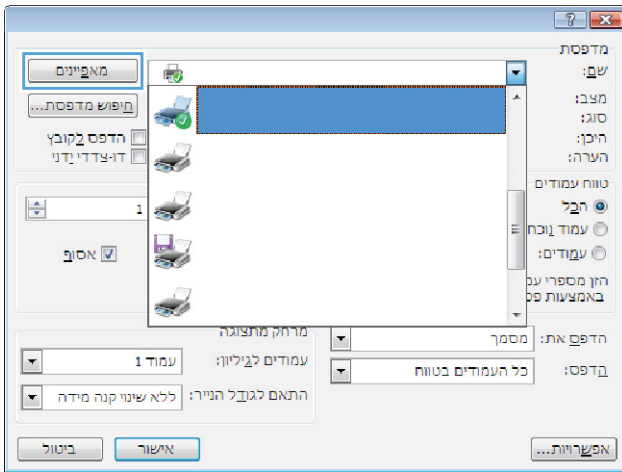 מדפסת
שם:
מאפיינים
מצב:
חיפוש מדפסת...
סוג:
היכן:
הדפס לקובץ
הערה:
דו-צדדי ידני
טווח עמודים
הכל
1
עמוד נוכח
עמודים:
אסוף
הזן מספרי עמ
באמצעות פס
מרחק מתצוגה
הדפס את: מסמך
עמודים לגיליון: עמוד 1
הדפס: כל העמודים בטווח
התאם לגודל הנייר: ללא שינוי קנה מידה
אפשרויות...
אישור
ביטול